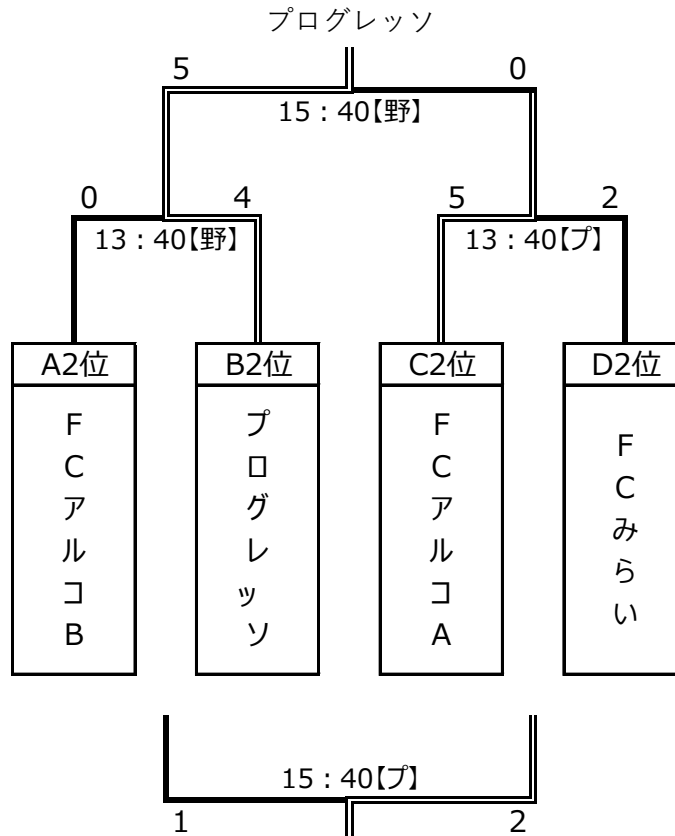 プログレッソ
5 0
15：40【野】
0 4 5 2
13：40【野】 13：40【プ】
A2位 B2位 C2位 D2位
FCアルコB
プログレッソ
FCアルコA
FCみらい
15：40【プ】
1 2